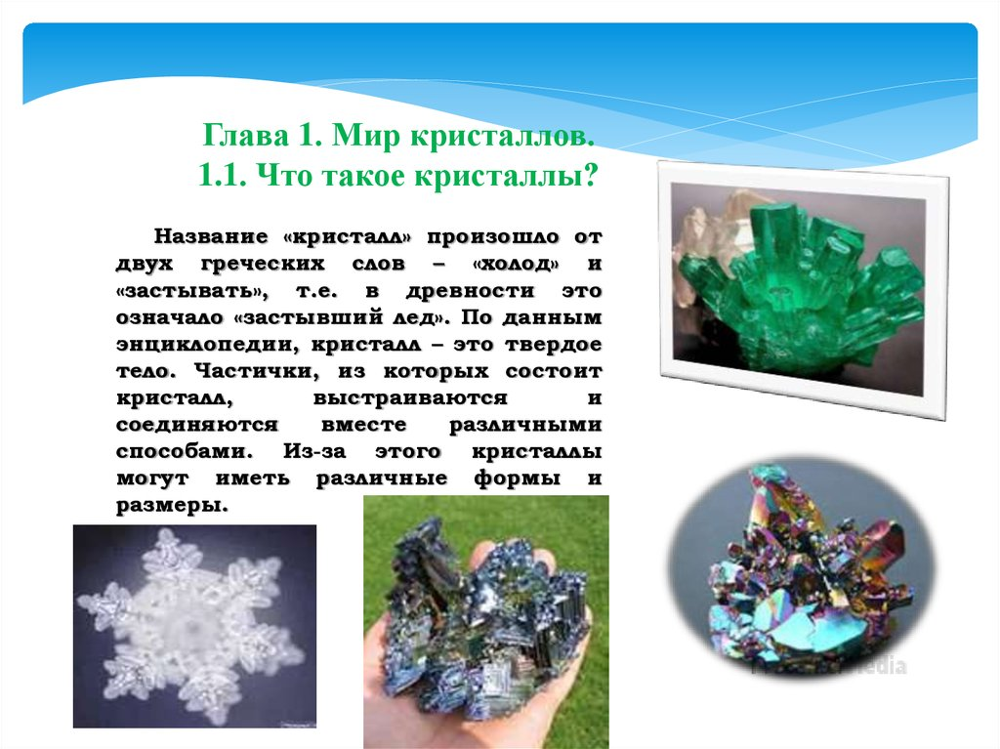 Глава 1. Мир кристаллов.
1.1. Что такое кристаллы?
Название «кристалл» произошло от
двух греческих слов – «холод» и
«застывать», т.е. в древности это
означало «застывший лед». По данным
энциклопедии, кристалл – это твердое
тело. Частички, из которых состоит
кристалл, выстраиваются и
соединяются вместе различными
способами. Из-за этого кристаллы
могут иметь различные формы и
размеры.